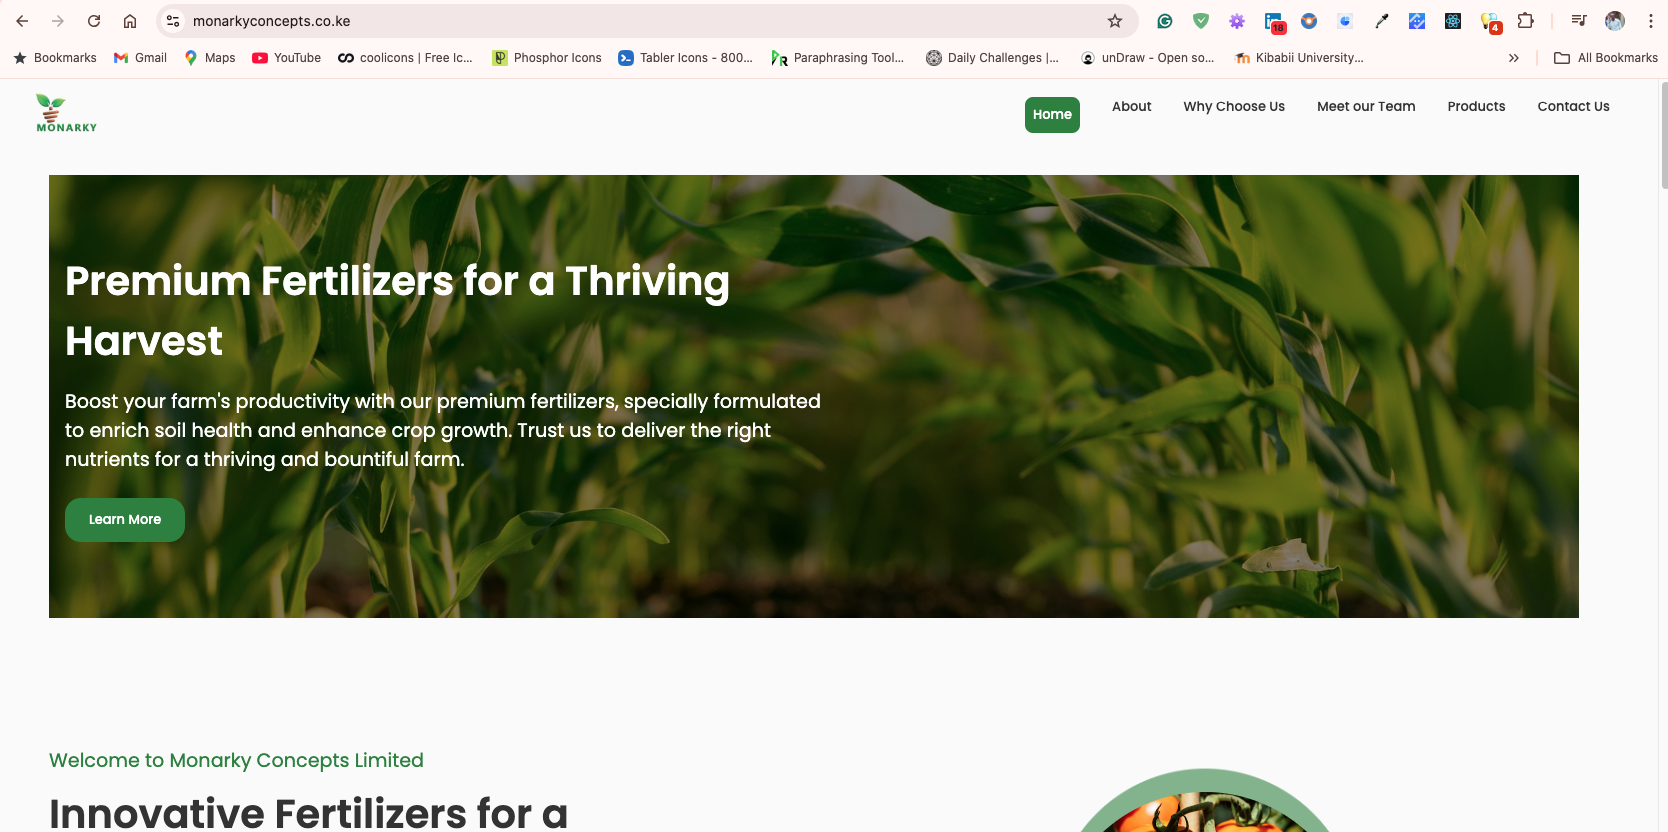 monarkyconcepts.co.ke
18
4
Bookmarks
Gmail
Maps
YouTube
coolicons | Free Ic...
Phosphor Icons
Tabler Icons - 800...
Paraphrasing Tool...
Daily Challenges |...
unDraw - Open so...
Kibabii University...
All Bookmarks
MONARKY
Home
About
Why Choose Us
Meet our Team
Products
Contact Us
Premium Fertilizers for a Thriving
Harvest
Boost your farm's productivity with our premium fertilizers, specially formulated
to enrich soil health and enhance crop growth. Trust us to deliver the right
nutrients for a thriving and bountiful farm.
Learn More
Welcome to Monarky Concepts Limited
Innovative Fertilizers for a